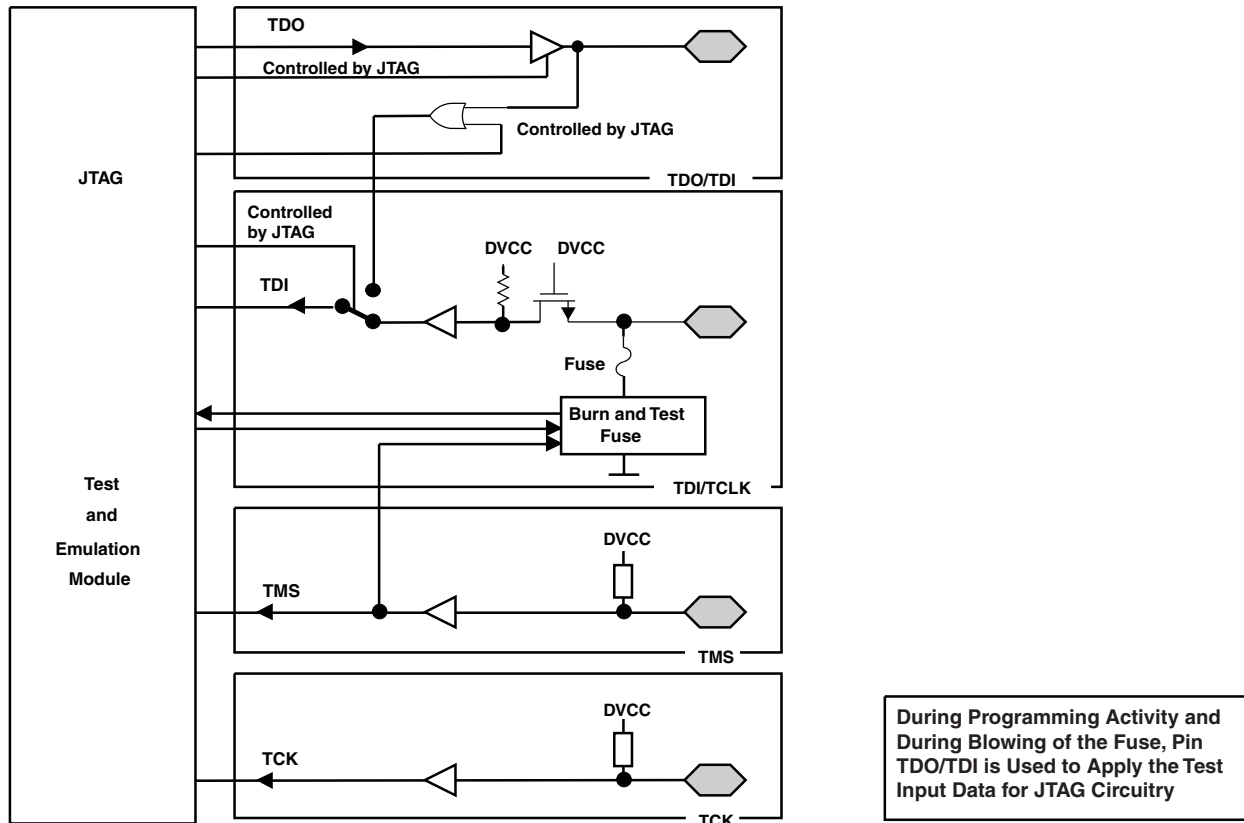 JTAG
Test
and
Emulation
Module
TDO
Controlled by JTAG
Controlled by JTAG
TDO/TDI
Controlled
by JTAG
TDI
DVCC
DVCC
Fuse
Burn and Test
Fuse
TDI/TCLK
DVCC
TMS
TMS
DVCC
TCK
TCK
During Programming Activity and
During Blowing of the Fuse, Pin
TDO/TDI is Used to Apply the Test
Input Data for JTAG Circuitry